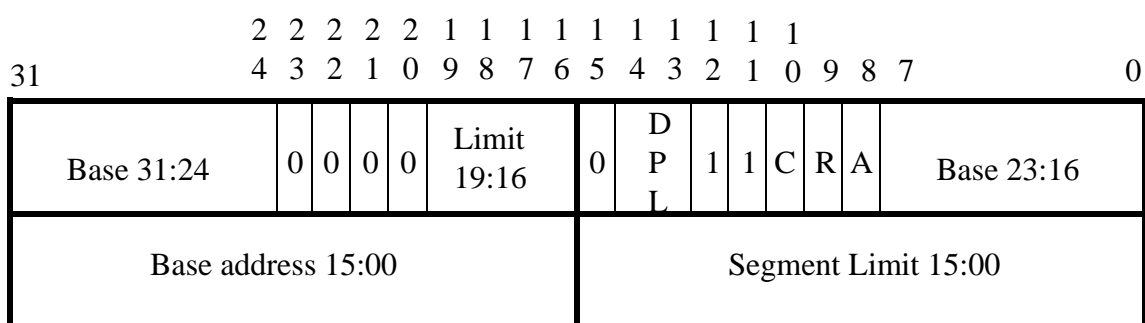 2 2 2 2 2 1 1 1 1 1 1 1 1 1 1
31 4 3 2 1 0 9 8 7 6 5 4 3 2 1 0 9 8 7 0
Base 31:24 0 0 0 0 Limit 19:16 0 DPL 1 1 C R A Base 23:16
Base address 15:00 Segment Limit 15:00